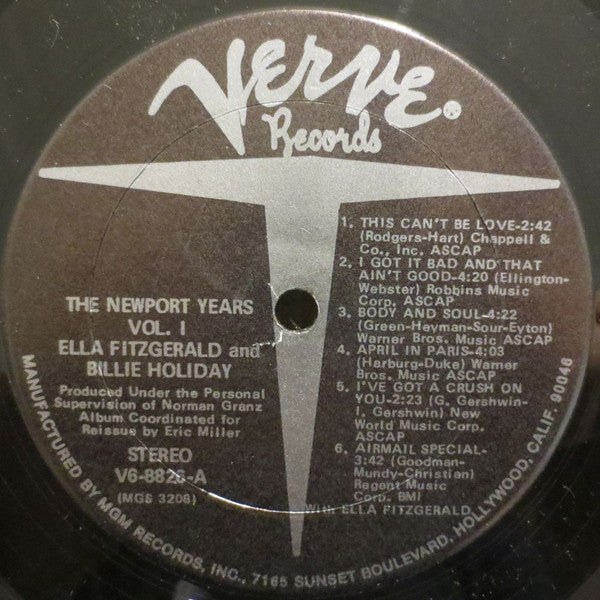 Verve®
Records
THE NEWPORT YEARS
VOL. I
ELLA FITZGERALD and
BILLIE HOLIDAY
Produced Under the Personal
Supervision of Norman Granz
Album Coordinated for
Reissue by Eric Miller
STEREO
V6-8826-A
(MGS 3208)
1. THIS CAN'T BE LOVE-2:42
(Rodgers-Hart) Chappell &
Co., Inc. ASCAP
2. I GOT IT BAD AND THAT
AIN'T GOOD-4:20 (Ellington-
Webster) Robbins Music
Corp. ASCAP
3. BODY AND SOUL-4:22
(Green-Heyman-Sour-Eyton)
Warner Bros. Music ASCAP
4. APRIL IN PARIS-4:03
(Harburg-Duke) Warner
Bros. Music ASCAP
5. I'VE GOT A CRUSH ON
YOU-2:23 (G. Gershwin-
I. Gershwin) New
World Music Corp.
ASCAP
6. AIRMAIL SPECIAL-
3:42 (Goodman-
Mundy-Christian)
Regent Music
Corp. BMI
With ELLA FITZGERALD
MANUFACTURED BY MGM RECORDS, INC., 7165 SUNSET BOULEVARD, HOLLYWOOD, CALIF. 90046